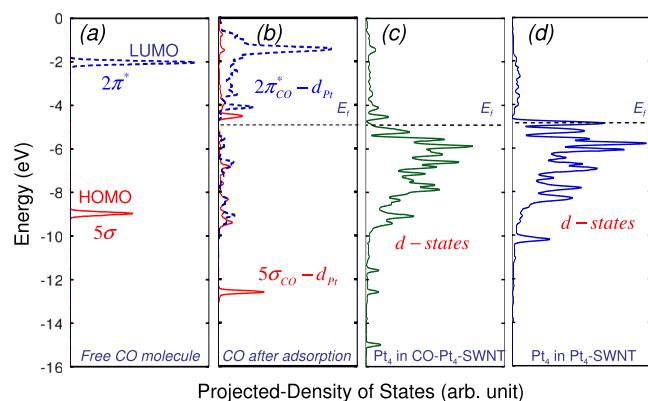 (a) (b) (c) (d)
0
-2
-4
-6
-8
-10
-12
-14
-16
Energy (eV)
LUMO
2π*
HOMO
5σ
Free CO molecule
2π*CO – dPt
Ef
5σCO – dPt
CO after adsorption
Ef
d – states
Pt4 in CO-Pt4-SWNT
Ef
d – states
Pt4 in Pt4-SWNT
Projected-Density of States (arb. unit)